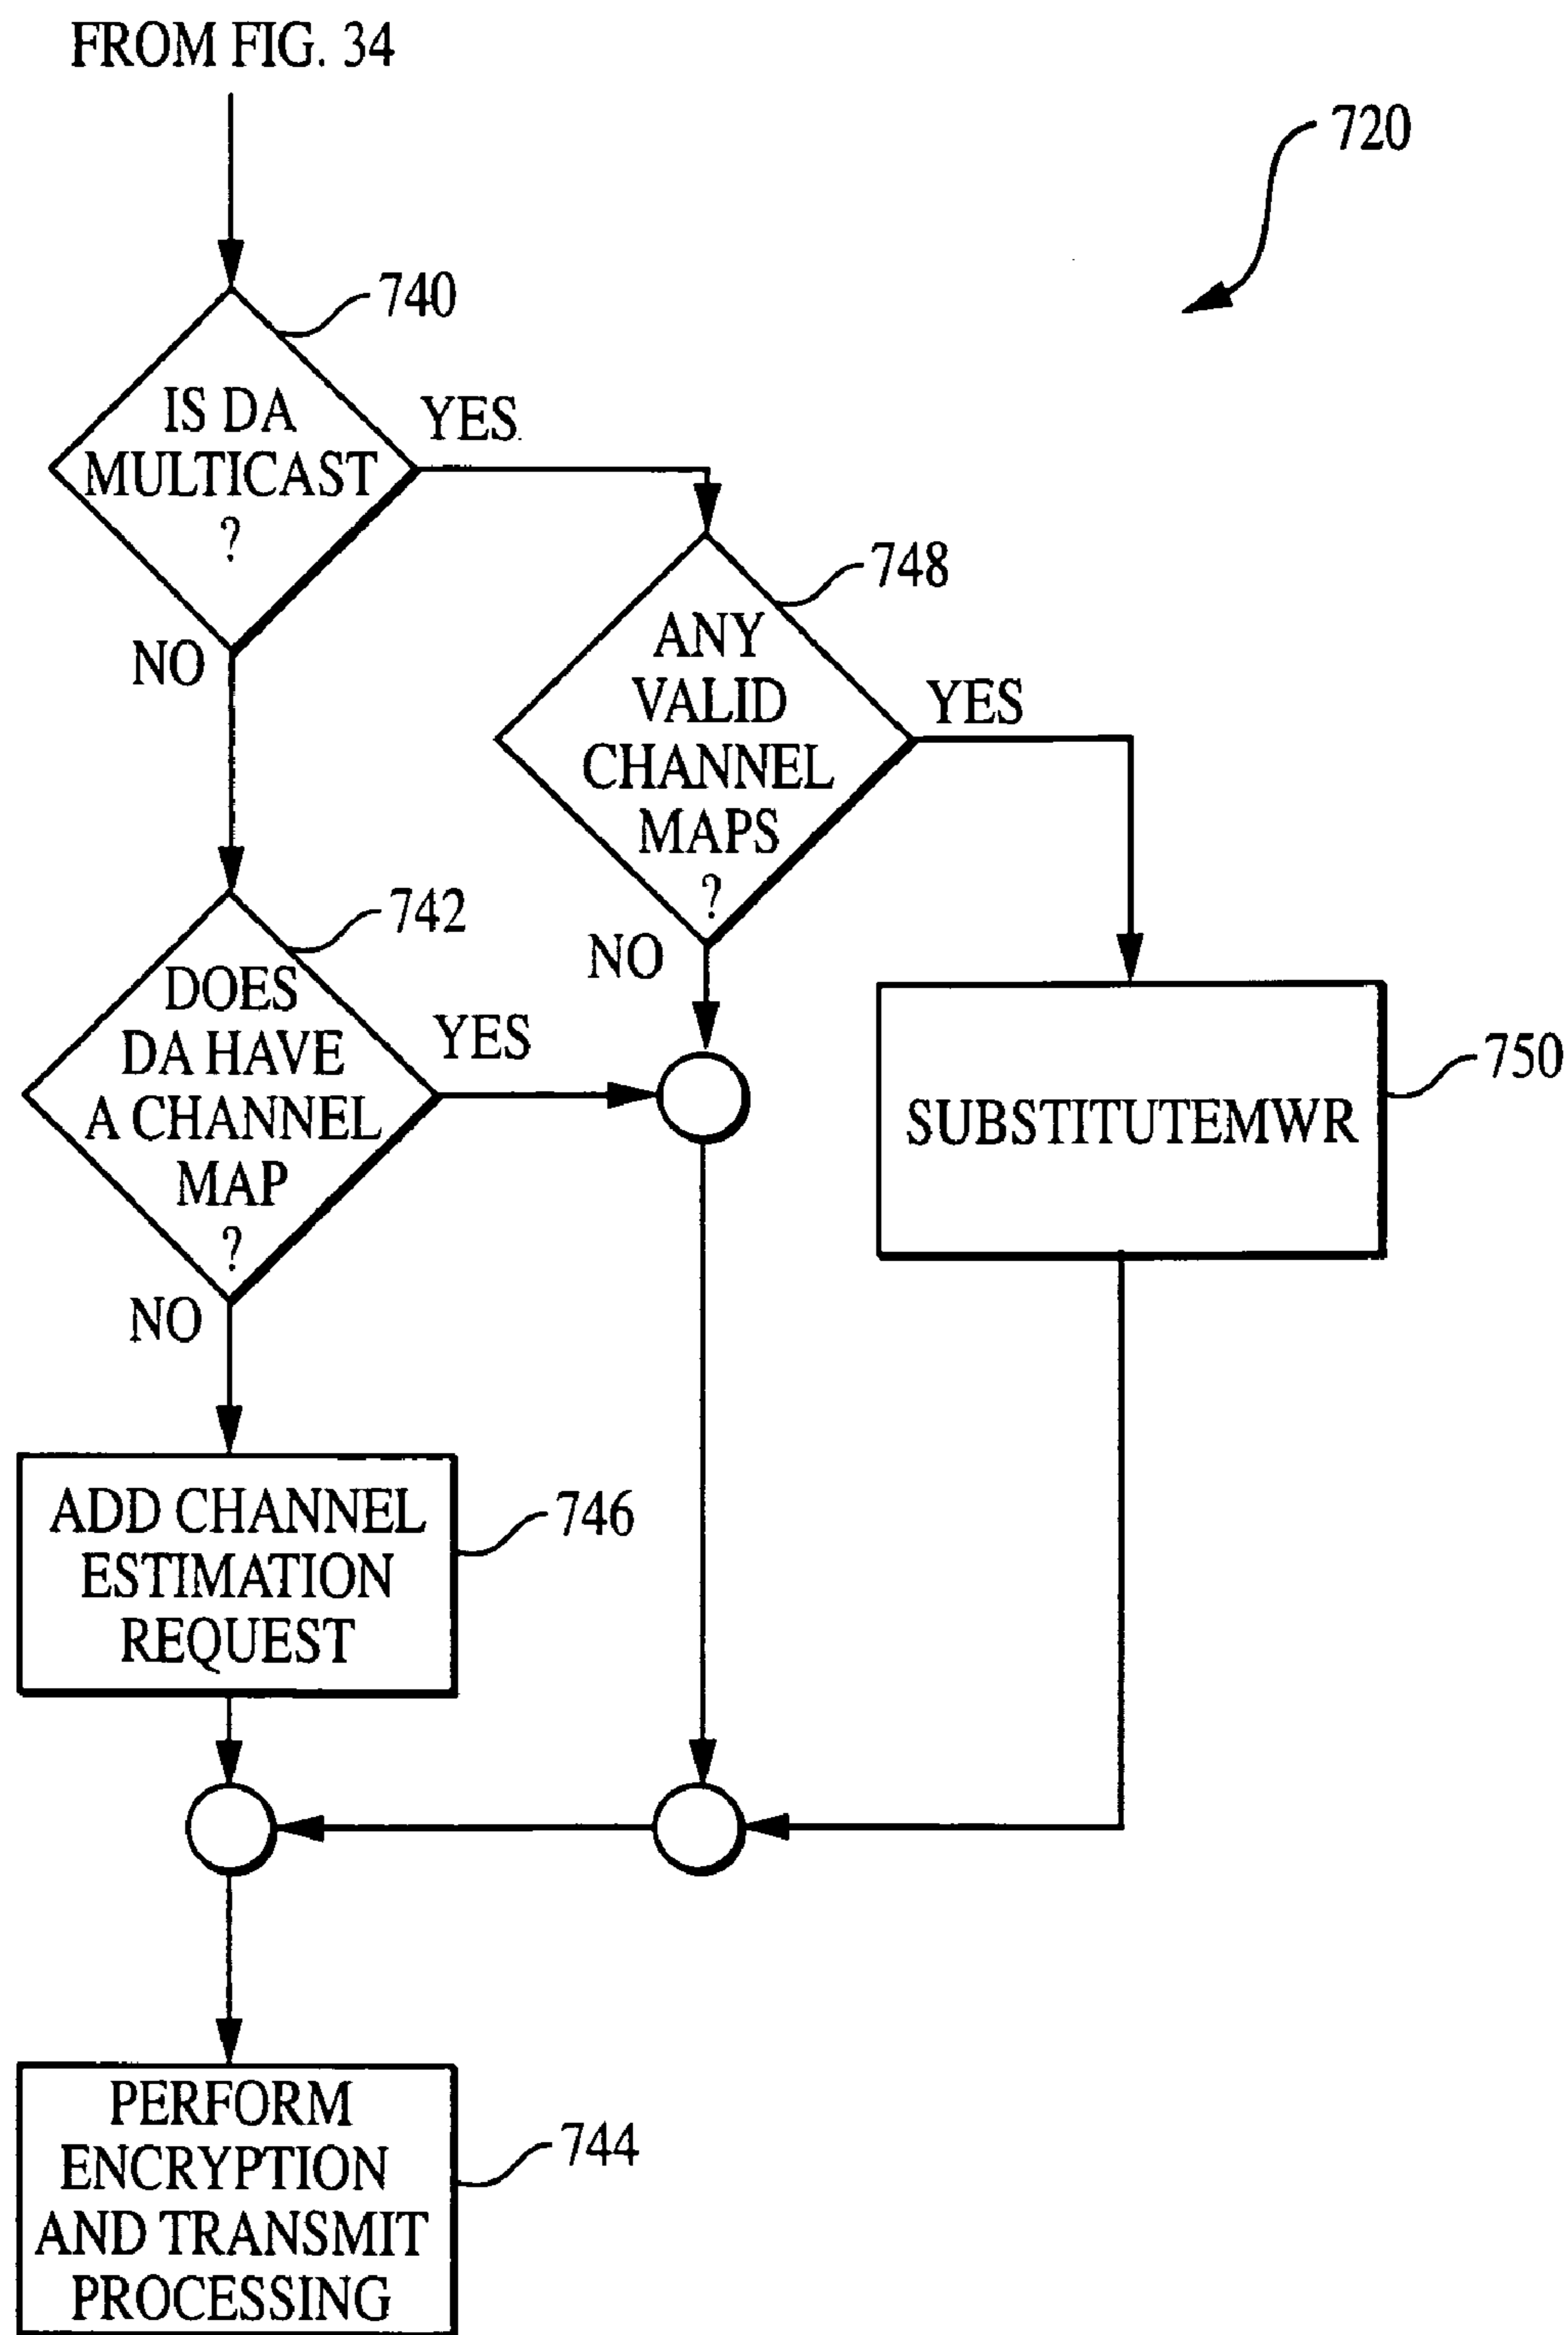 FROM FIG. 34
720
740
IS DA
MULTICAST
?
YES
NO
748
ANY
VALID
CHANNEL
MAPS
?
YES
NO
742
DOES
DA HAVE
A CHANNEL
MAP
?
YES
NO
750
SUBSTITUTEMWR
746
ADD CHANNEL
ESTIMATION
REQUEST
744
PERFORM
ENCRYPTION
AND TRANSMIT
PROCESSING